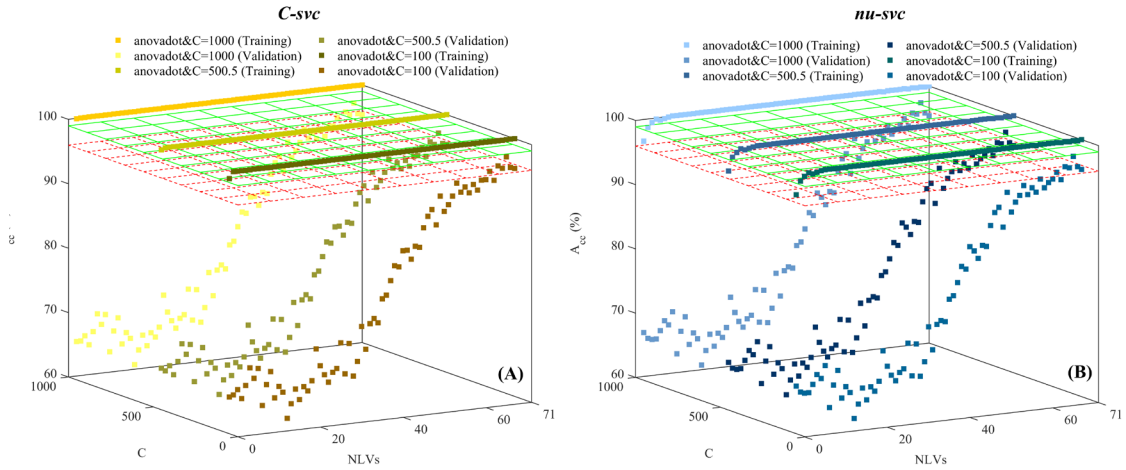 C-svc
anovadot&C=1000 (Training)
anovadot&C=1000 (Validation)
anovadot&C=500.5 (Training)
anovadot&C=500.5 (Validation)
anovadot&C=100 (Training)
anovadot&C=100 (Validation)
100
90
80
70
60
cc
1000
500
0
C
0
20
40
60
71
NLVs
(A)
nu-svc
anovadot&C=1000 (Training)
anovadot&C=1000 (Validation)
anovadot&C=500.5 (Training)
anovadot&C=500.5 (Validation)
anovadot&C=100 (Training)
anovadot&C=100 (Validation)
100
90
80
70
60
Acc (%)
1000
500
0
C
0
20
40
60
71
NLVs
(B)